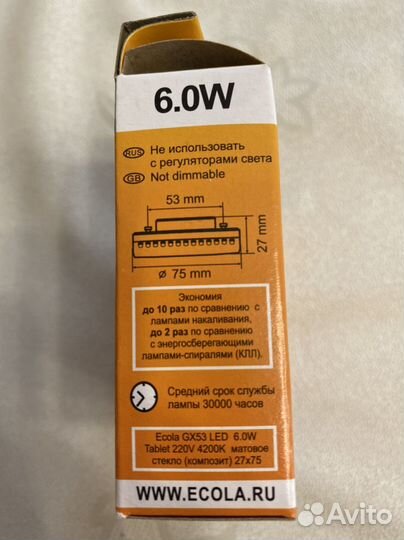 6.0W
RUS Не использовать
с регуляторами света
GB Not dimmable
53 mm
27 mm
ø 75 mm
Экономия
до 10 раз по сравнению с
лампами накаливания,
до 2 раз по сравнению
с энергосберегающими
лампами-спиралями (КЛЛ).
Средний срок службы
лампы 30000 часов
Ecola GX53 LED 6.0W
Tablet 220V 4200K матовое
стекло (композит) 27x75
WWW.ECOLA.RU
Avito